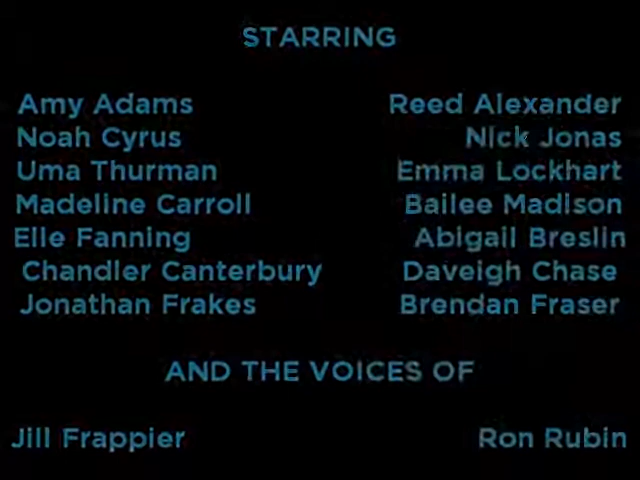 STARRING
Amy Adams Reed Alexander
Noah Cyrus Nick Jonas
Uma Thurman Emma Lockhart
Madeline Carroll Bailee Madison
Elle Fanning Abigail Breslin
Chandler Canterbury Daveigh Chase
Jonathan Frakes Brendan Fraser
AND THE VOICES OF
Jill Frappier Ron Rubin